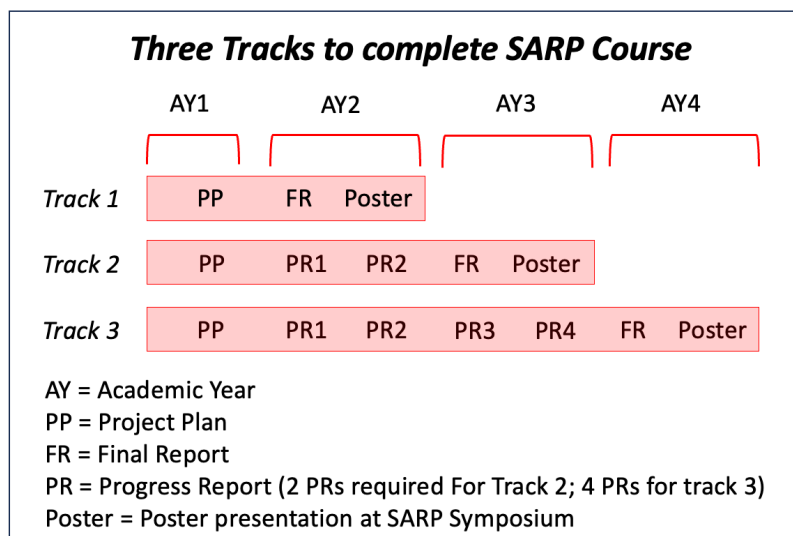 Three Tracks to complete SARP Course
AY1 AY2 AY3 AY4
Track 1 PP FR Poster
Track 2 PP PR1 PR2 FR Poster
Track 3 PP PR1 PR2 PR3 PR4 FR Poster
AY = Academic Year
PP = Project Plan
FR = Final Report
PR = Progress Report (2 PRs required For Track 2; 4 PRs for track 3)
Poster = Poster presentation at SARP Symposium